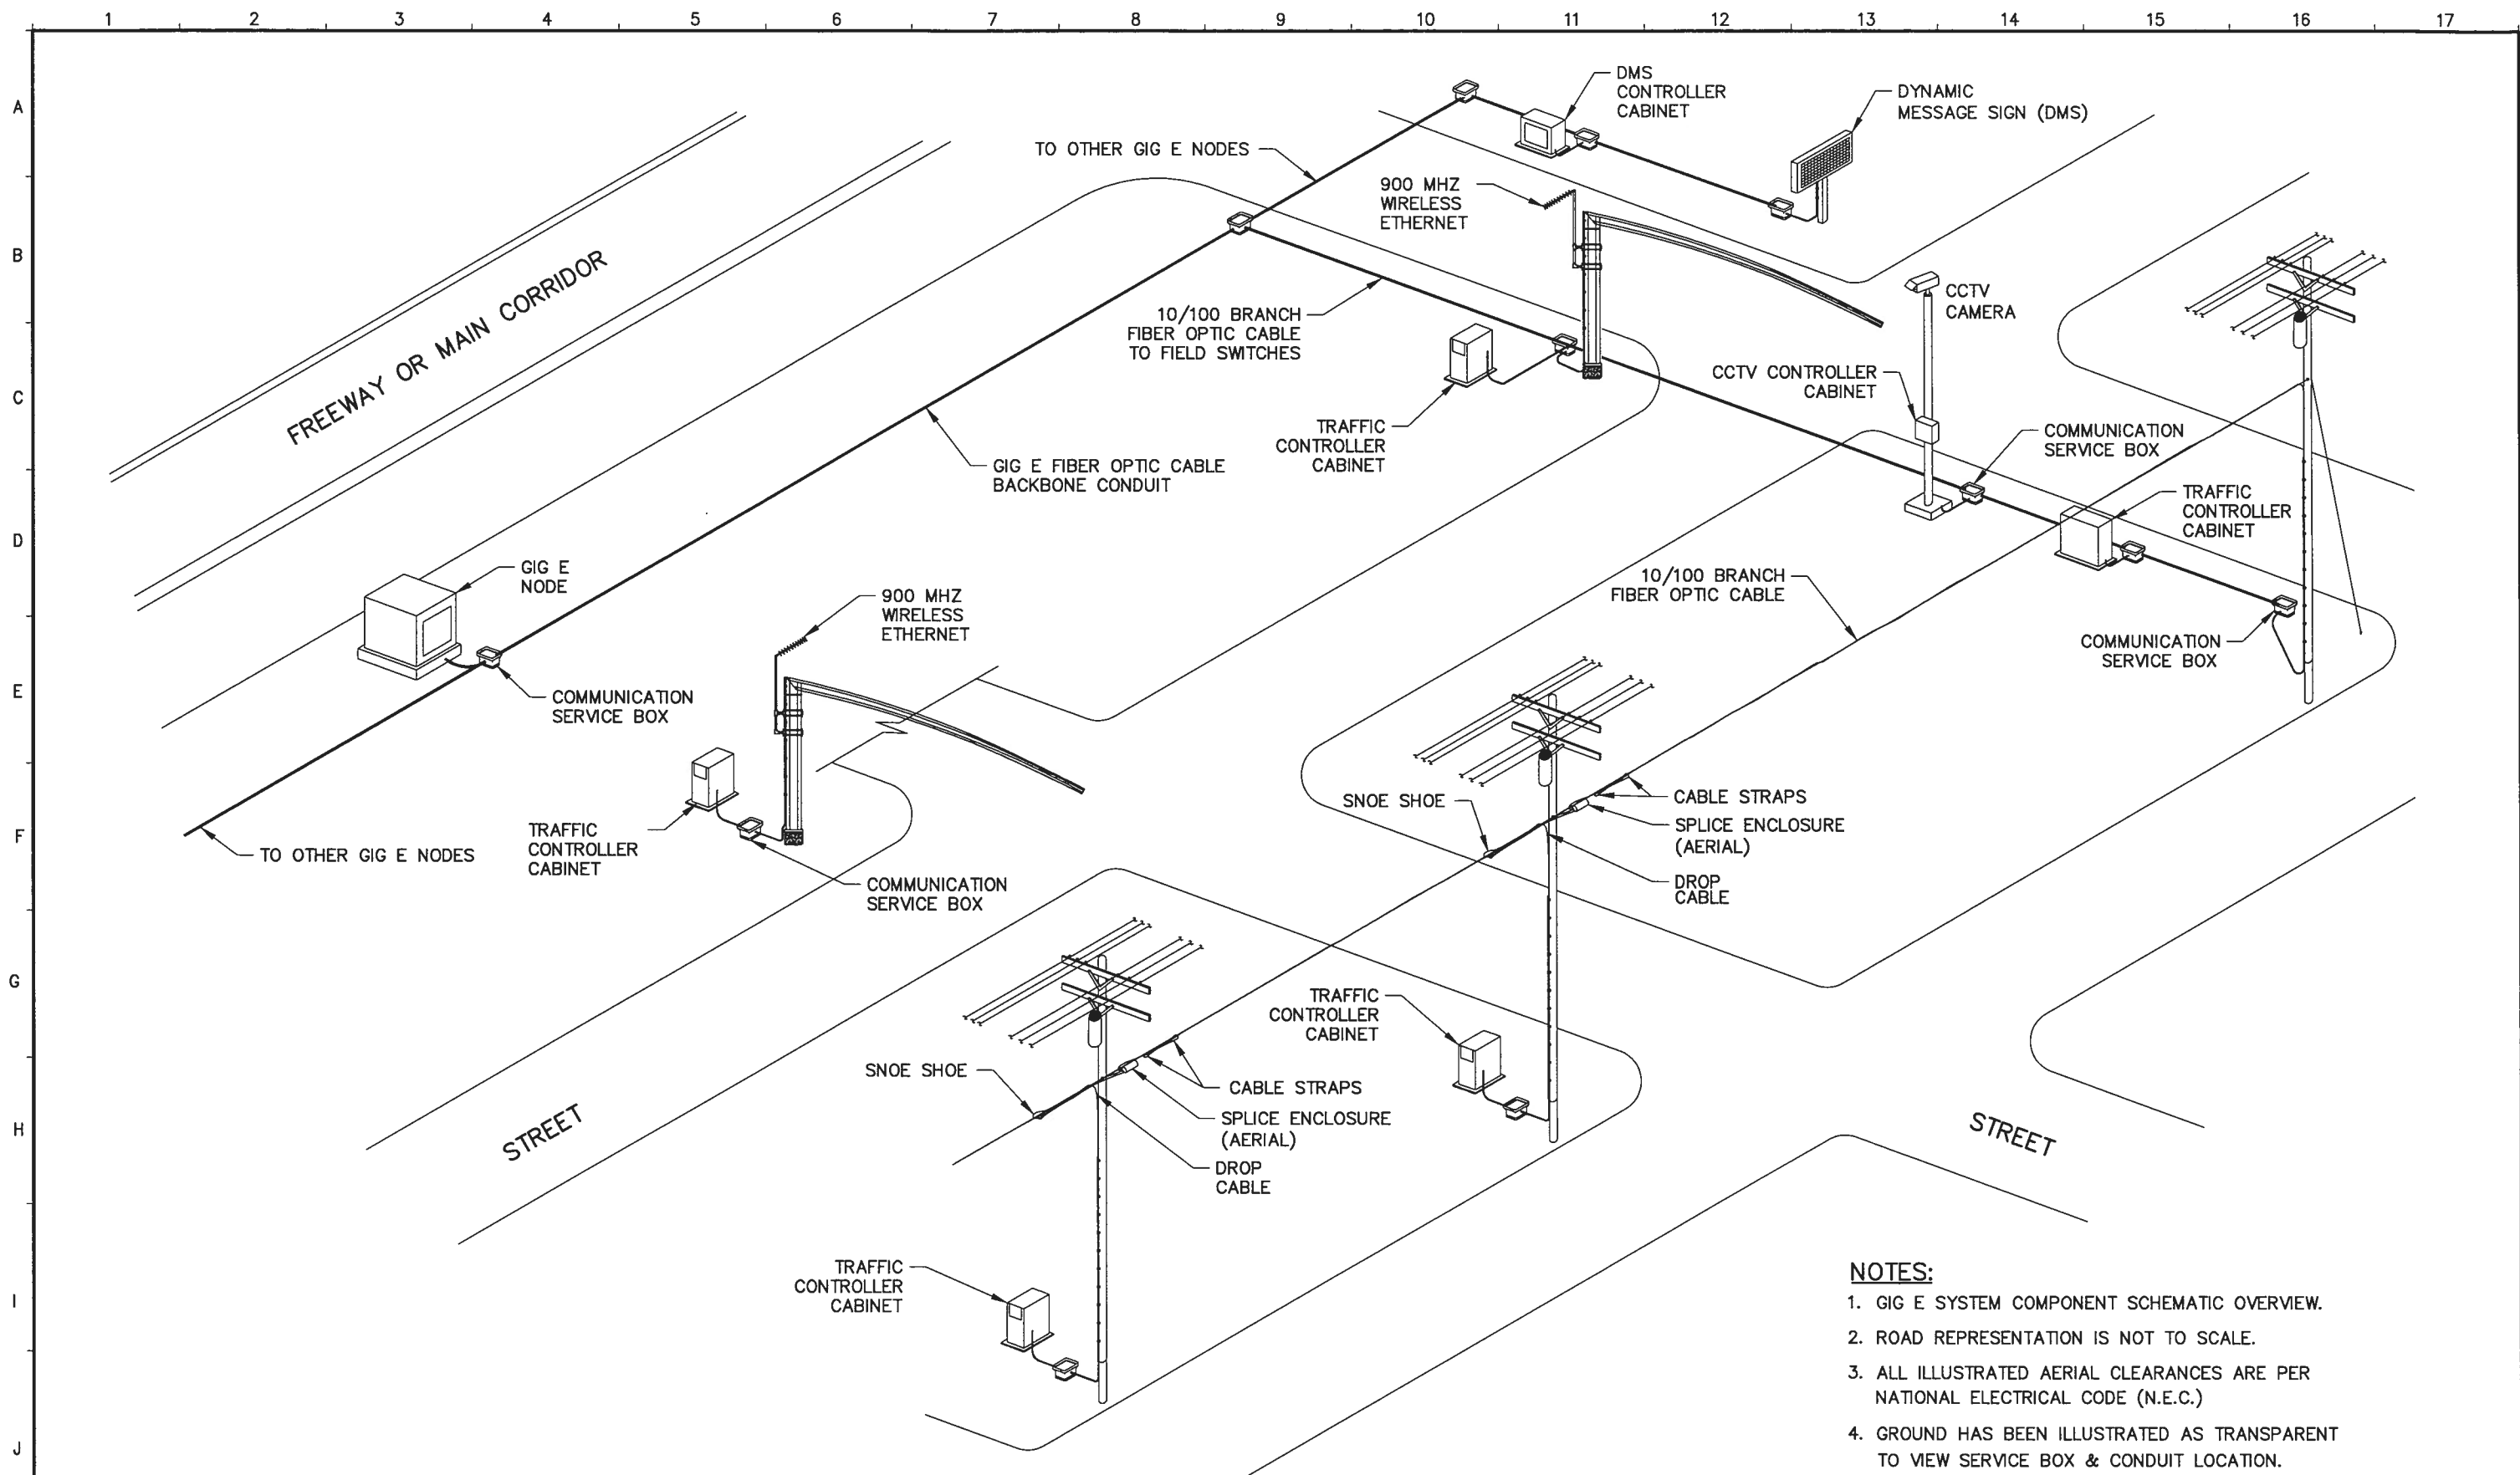 1 2 3 4 5 6 7 8 9 10 11 12 13 14 15 16 17
A
B
C
D
E
F
G
H
I
J
DMS
CONTROLLER
CABINET
DYNAMIC
MESSAGE SIGN (DMS)
TO OTHER GIG E NODES
900 MHZ
WIRELESS
ETHERNET
FREEWAY OR MAIN CORRIDOR
10/100 BRANCH
FIBER OPTIC CABLE
TO FIELD SWITCHES
CCTV
CAMERA
CCTV CONTROLLER
CABINET
TRAFFIC
CONTROLLER
CABINET
COMMUNICATION
SERVICE BOX
GIG E FIBER OPTIC CABLE
BACKBONE CONDUIT
TRAFFIC
CONTROLLER
CABINET
GIG E
NODE
10/100 BRANCH
FIBER OPTIC CABLE
900 MHZ
WIRELESS
ETHERNET
COMMUNICATION
SERVICE BOX
COMMUNICATION
SERVICE BOX
SNOE SHOE
CABLE STRAPS
SPLICE ENCLOSURE
(AERIAL)
TRAFFIC
CONTROLLER
CABINET
TO OTHER GIG E NODES
COMMUNICATION
SERVICE BOX
DROP
CABLE
TRAFFIC
CONTROLLER
CABINET
SNOE SHOE
CABLE STRAPS
SPLICE ENCLOSURE
(AERIAL)
STREET
STREET
DROP
CABLE
TRAFFIC
CONTROLLER
CABINET
NOTES:
1. GIG E SYSTEM COMPONENT SCHEMATIC OVERVIEW.
2. ROAD REPRESENTATION IS NOT TO SCALE.
3. ALL ILLUSTRATED AERIAL CLEARANCES ARE PER
NATIONAL ELECTRICAL CODE (N.E.C.)
4. GROUND HAS BEEN ILLUSTRATED AS TRANSPARENT
TO VIEW SERVICE BOX & CONDUIT LOCATION.